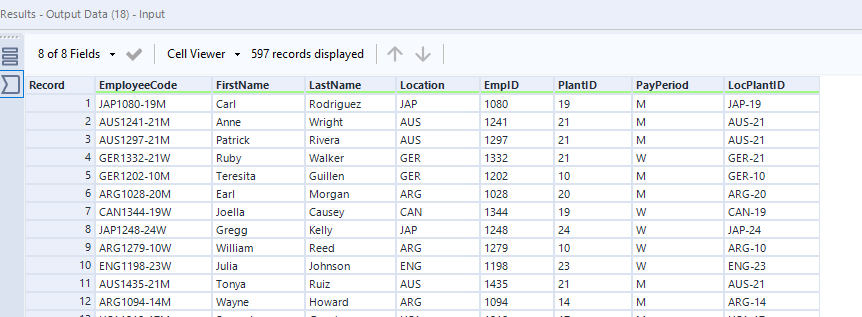 Results - Output Data (18) - Input
8 of 8 Fields Cell Viewer 597 records displayed
Record EmployeeCode FirstName LastName Location EmpID PlantID PayPeriod LocPlantID
1 JAP1080-19M Carl Rodriguez JAP 1080 19 M JAP-19
2 AUS1241-21M Anne Wright AUS 1241 21 M AUS-21
3 AUS1297-21M Patrick Rivera AUS 1297 21 M AUS-21
4 GER1332-21W Ruby Walker GER 1332 21 W GER-21
5 GER1202-10M Teresita Guillen GER 1202 10 M GER-10
6 ARG1028-20M Earl Morgan ARG 1028 20 M ARG-20
7 CAN1344-19W Joella Causey CAN 1344 19 W CAN-19
8 JAP1248-24W Gregg Kelly JAP 1248 24 W JAP-24
9 ARG1279-10W William Reed ARG 1279 10 W ARG-10
10 ENG1198-23W Julia Johnson ENG 1198 23 W ENG-23
11 AUS1435-21M Tonya Ruiz AUS 1435 21 M AUS-21
12 ARG1094-14M Wayne Howard ARG 1094 14 M ARG-14